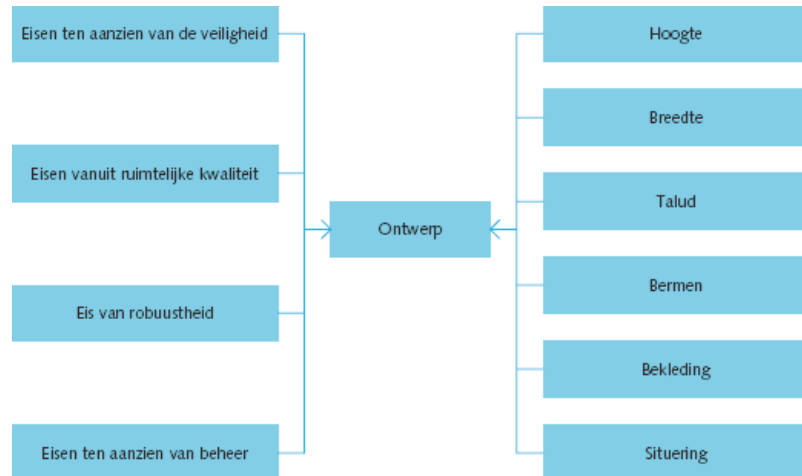 Eisen ten aanzien van de veiligheid
Eisen vanuit ruimtelijke kwaliteit
Eis van robuustheid
Eisen ten aanzien van beheer
Ontwerp
Hoogte
Breedte
Talud
Bermen
Bekleding
Situering